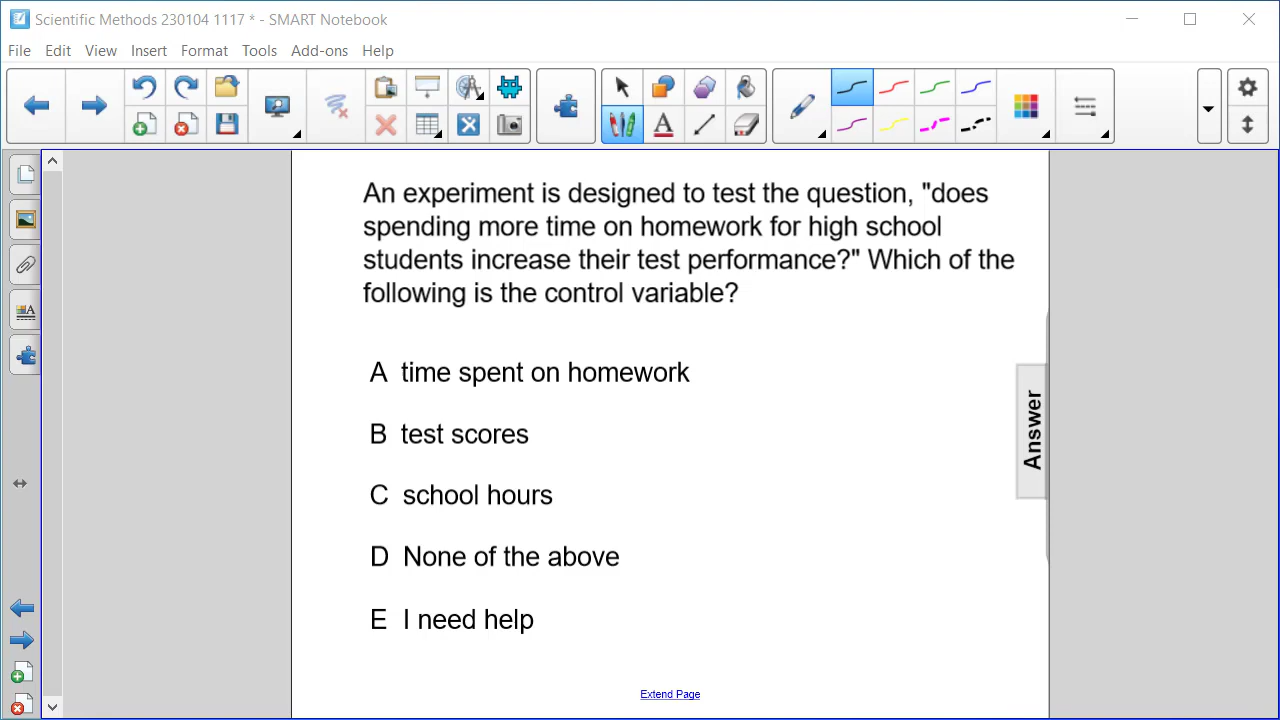 Scientific Methods 230104 1117 * - SMART Notebook
File Edit View Insert Format Tools Add-ons Help
An experiment is designed to test the question, "does
spending more time on homework for high school
students increase their test performance?" Which of the
following is the control variable?
A time spent on homework
B test scores
C school hours
D None of the above
E I need help
Answer
Extend Page